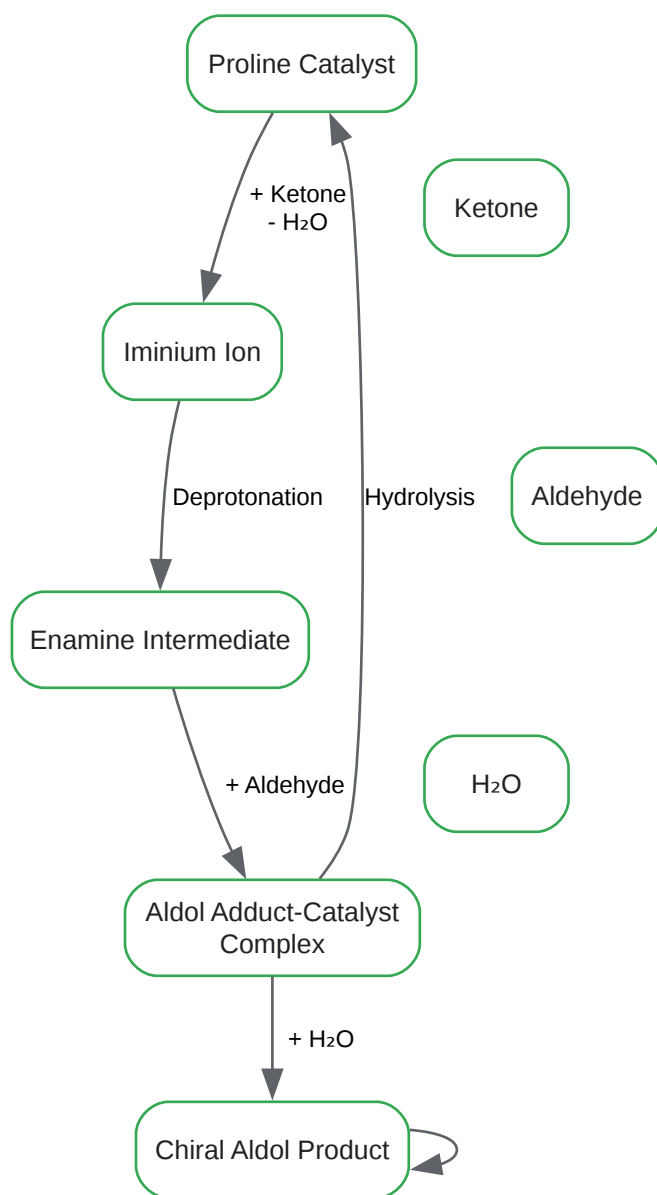 Proline Catalyst
+ Ketone
- H₂O
Ketone
Iminium Ion
Deprotonation
Hydrolysis
Aldehyde
Enamine Intermediate
+ Aldehyde
H₂O
Aldol Adduct-Catalyst
Complex
+ H₂O
Chiral Aldol Product